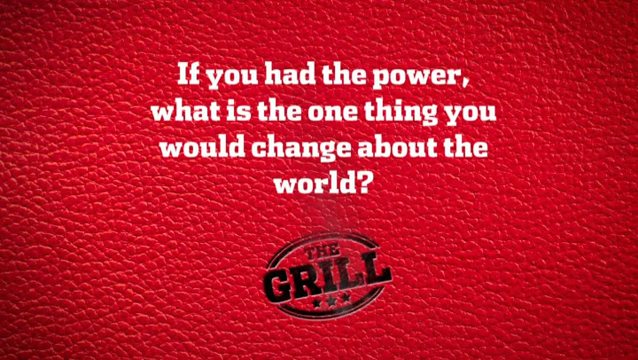 If you had the power,
what is the one thing you
would change about the
world?
THE
GRILL